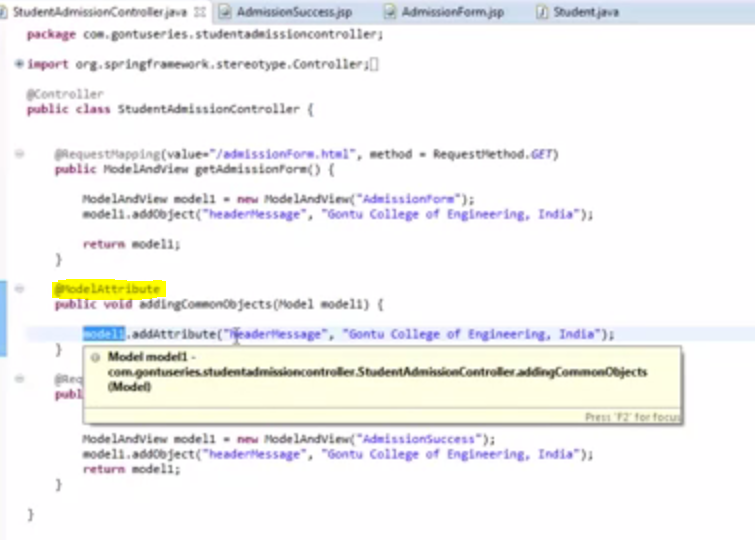 StudentAdmissionController.java AdmissionSuccess.jsp AdmissionForm.jsp Student.java
package com.gontuseries.studentadmissioncontroller;
import org.springframework.stereotype.Controller;
@Controller
public class StudentAdmissionController {
@RequestMapping(value="/admissionForm.html", method = RequestMethod.GET)
public ModelAndView getAdmissionForm() {
ModelAndView model1 = new ModelAndView("AdmissionForm");
model1.addObject("headerMessage", "Gontu College of Engineering, India");
return model1;
}
@ModelAttribute
public void addingCommonObjects(Model model1) {
model1.addAttribute("headerMessage", "Gontu College of Engineering, India");
}
Model model1 -
com.gontuseries.studentadmissioncontroller.StudentAdmissionController.addingCommonObjects
(Model)
Press 'F2' for focus
@Req
publ
ModelAndView model1 = new ModelAndView("AdmissionSuccess");
model1.addObject("headerMessage", "Gontu College of Engineering, India");
return model1;
}
}